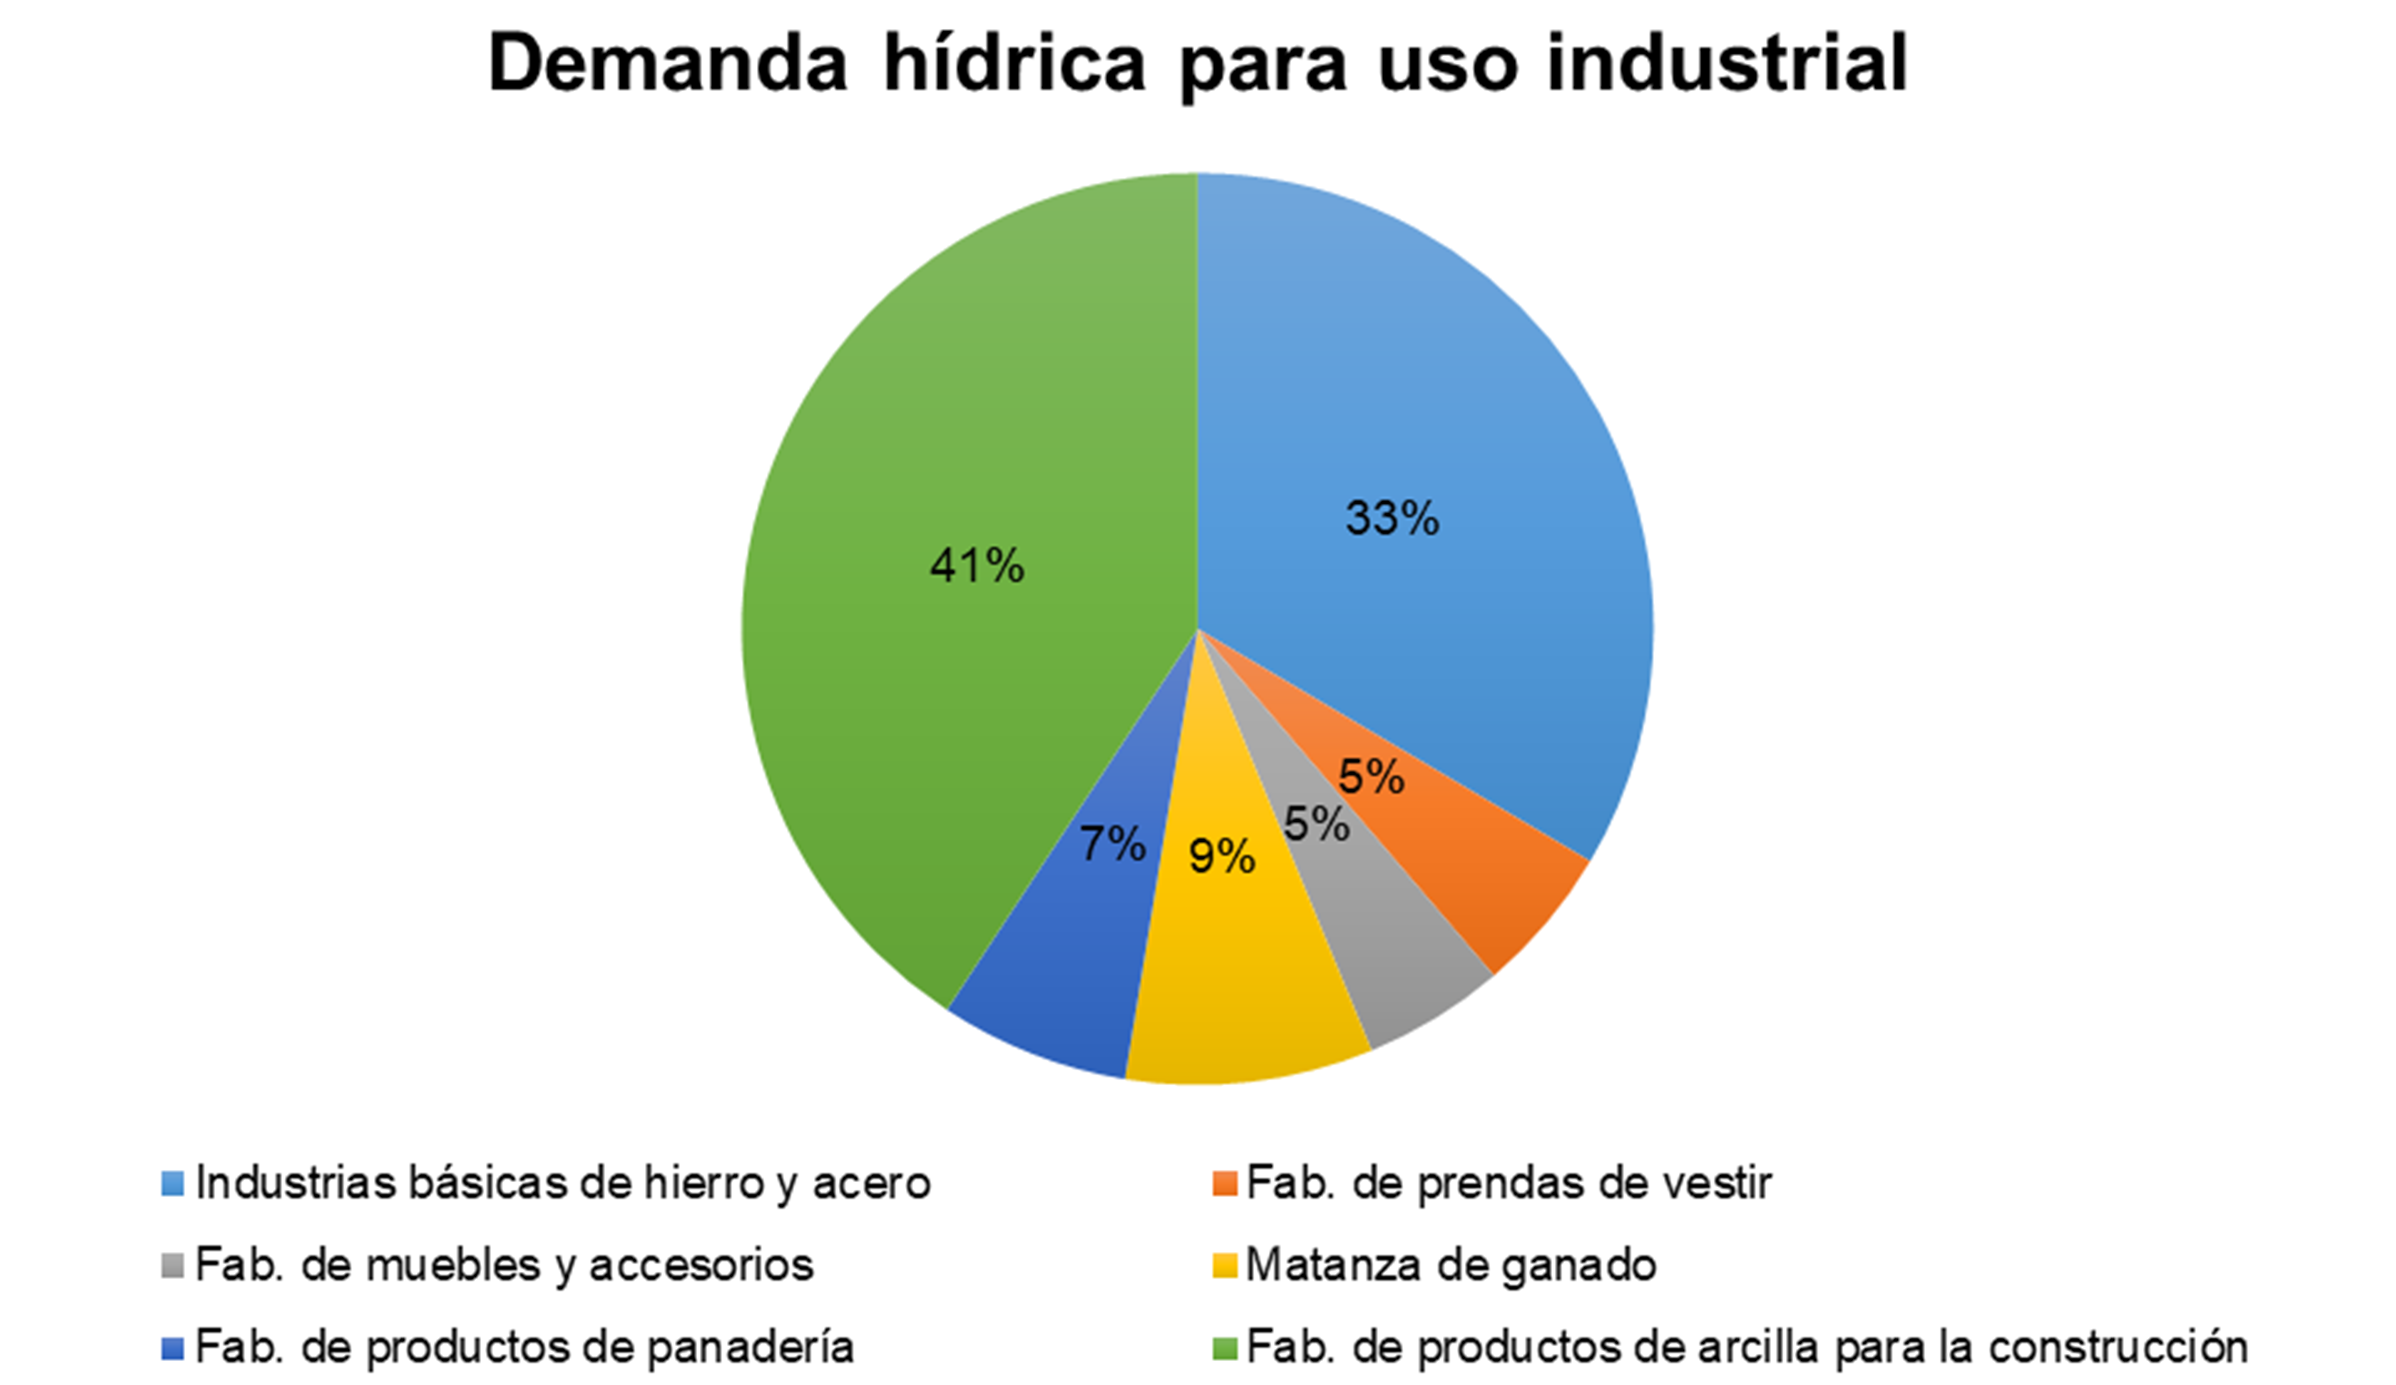 Demanda hídrica para uso industrial
33%
41%
5%
5%
7%
9%
Industrias básicas de hierro y acero
Fab. de prendas de vestir
Fab. de muebles y accesorios
Matanza de ganado
Fab. de productos de panadería
Fab. de productos de arcilla para la construcción